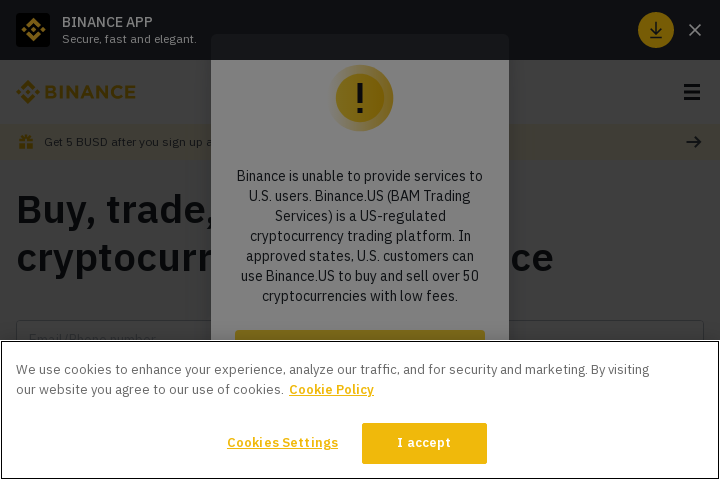 BINANCE APP
Secure, fast and elegant.
BINANCE
Get 5 BUSD after you sign up
!
Binance is unable to provide services to
U.S. users. Binance.US (BAM Trading
Services) is a US-regulated
cryptocurrency trading platform. In
approved states, U.S. customers can
use Binance.US to buy and sell over 50
cryptocurrencies with low fees.
Buy, trade,
Email/Phone number
We use cookies to enhance your experience, analyze our traffic, and for security and marketing. By visiting
our website you agree to our use of cookies. Cookie Policy
Cookies Settings
I accept